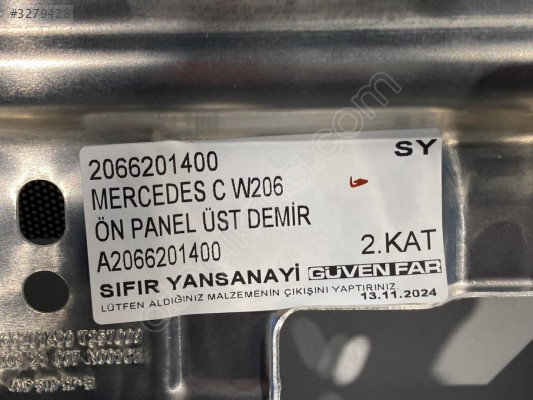 #3279428
2066201400 SY
MERCEDES C W206
ÖN PANEL ÜST DEMİR
A2066201400 2.KAT
SIFIR YANSANAYİ GÜVEN FAR
LÜTFEN ALDIĞINIZ MALZEMENİN ÇIKIŞINI YAPTIRINIZ.
13.11.2024